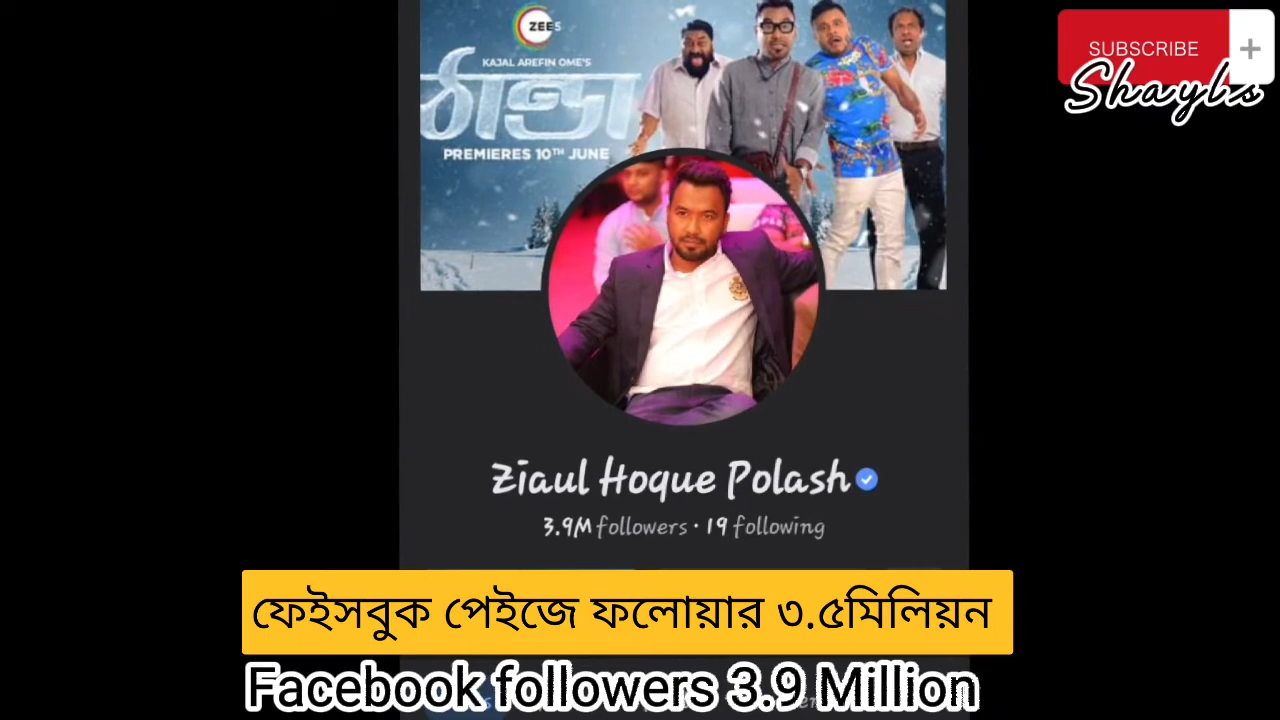 ZEE5
SUBSCRIBE
Shayl.s
KAJAL AREFIN OME'S
ঠান্ডা
PREMIERES 10TH JUNE
Ziaul Hoque Polash
3.9M followers · 19 following
ফেইসবুক পেইজে ফলোয়ার ৩.৫মিলিয়ন
Facebook followers 3.9 Million